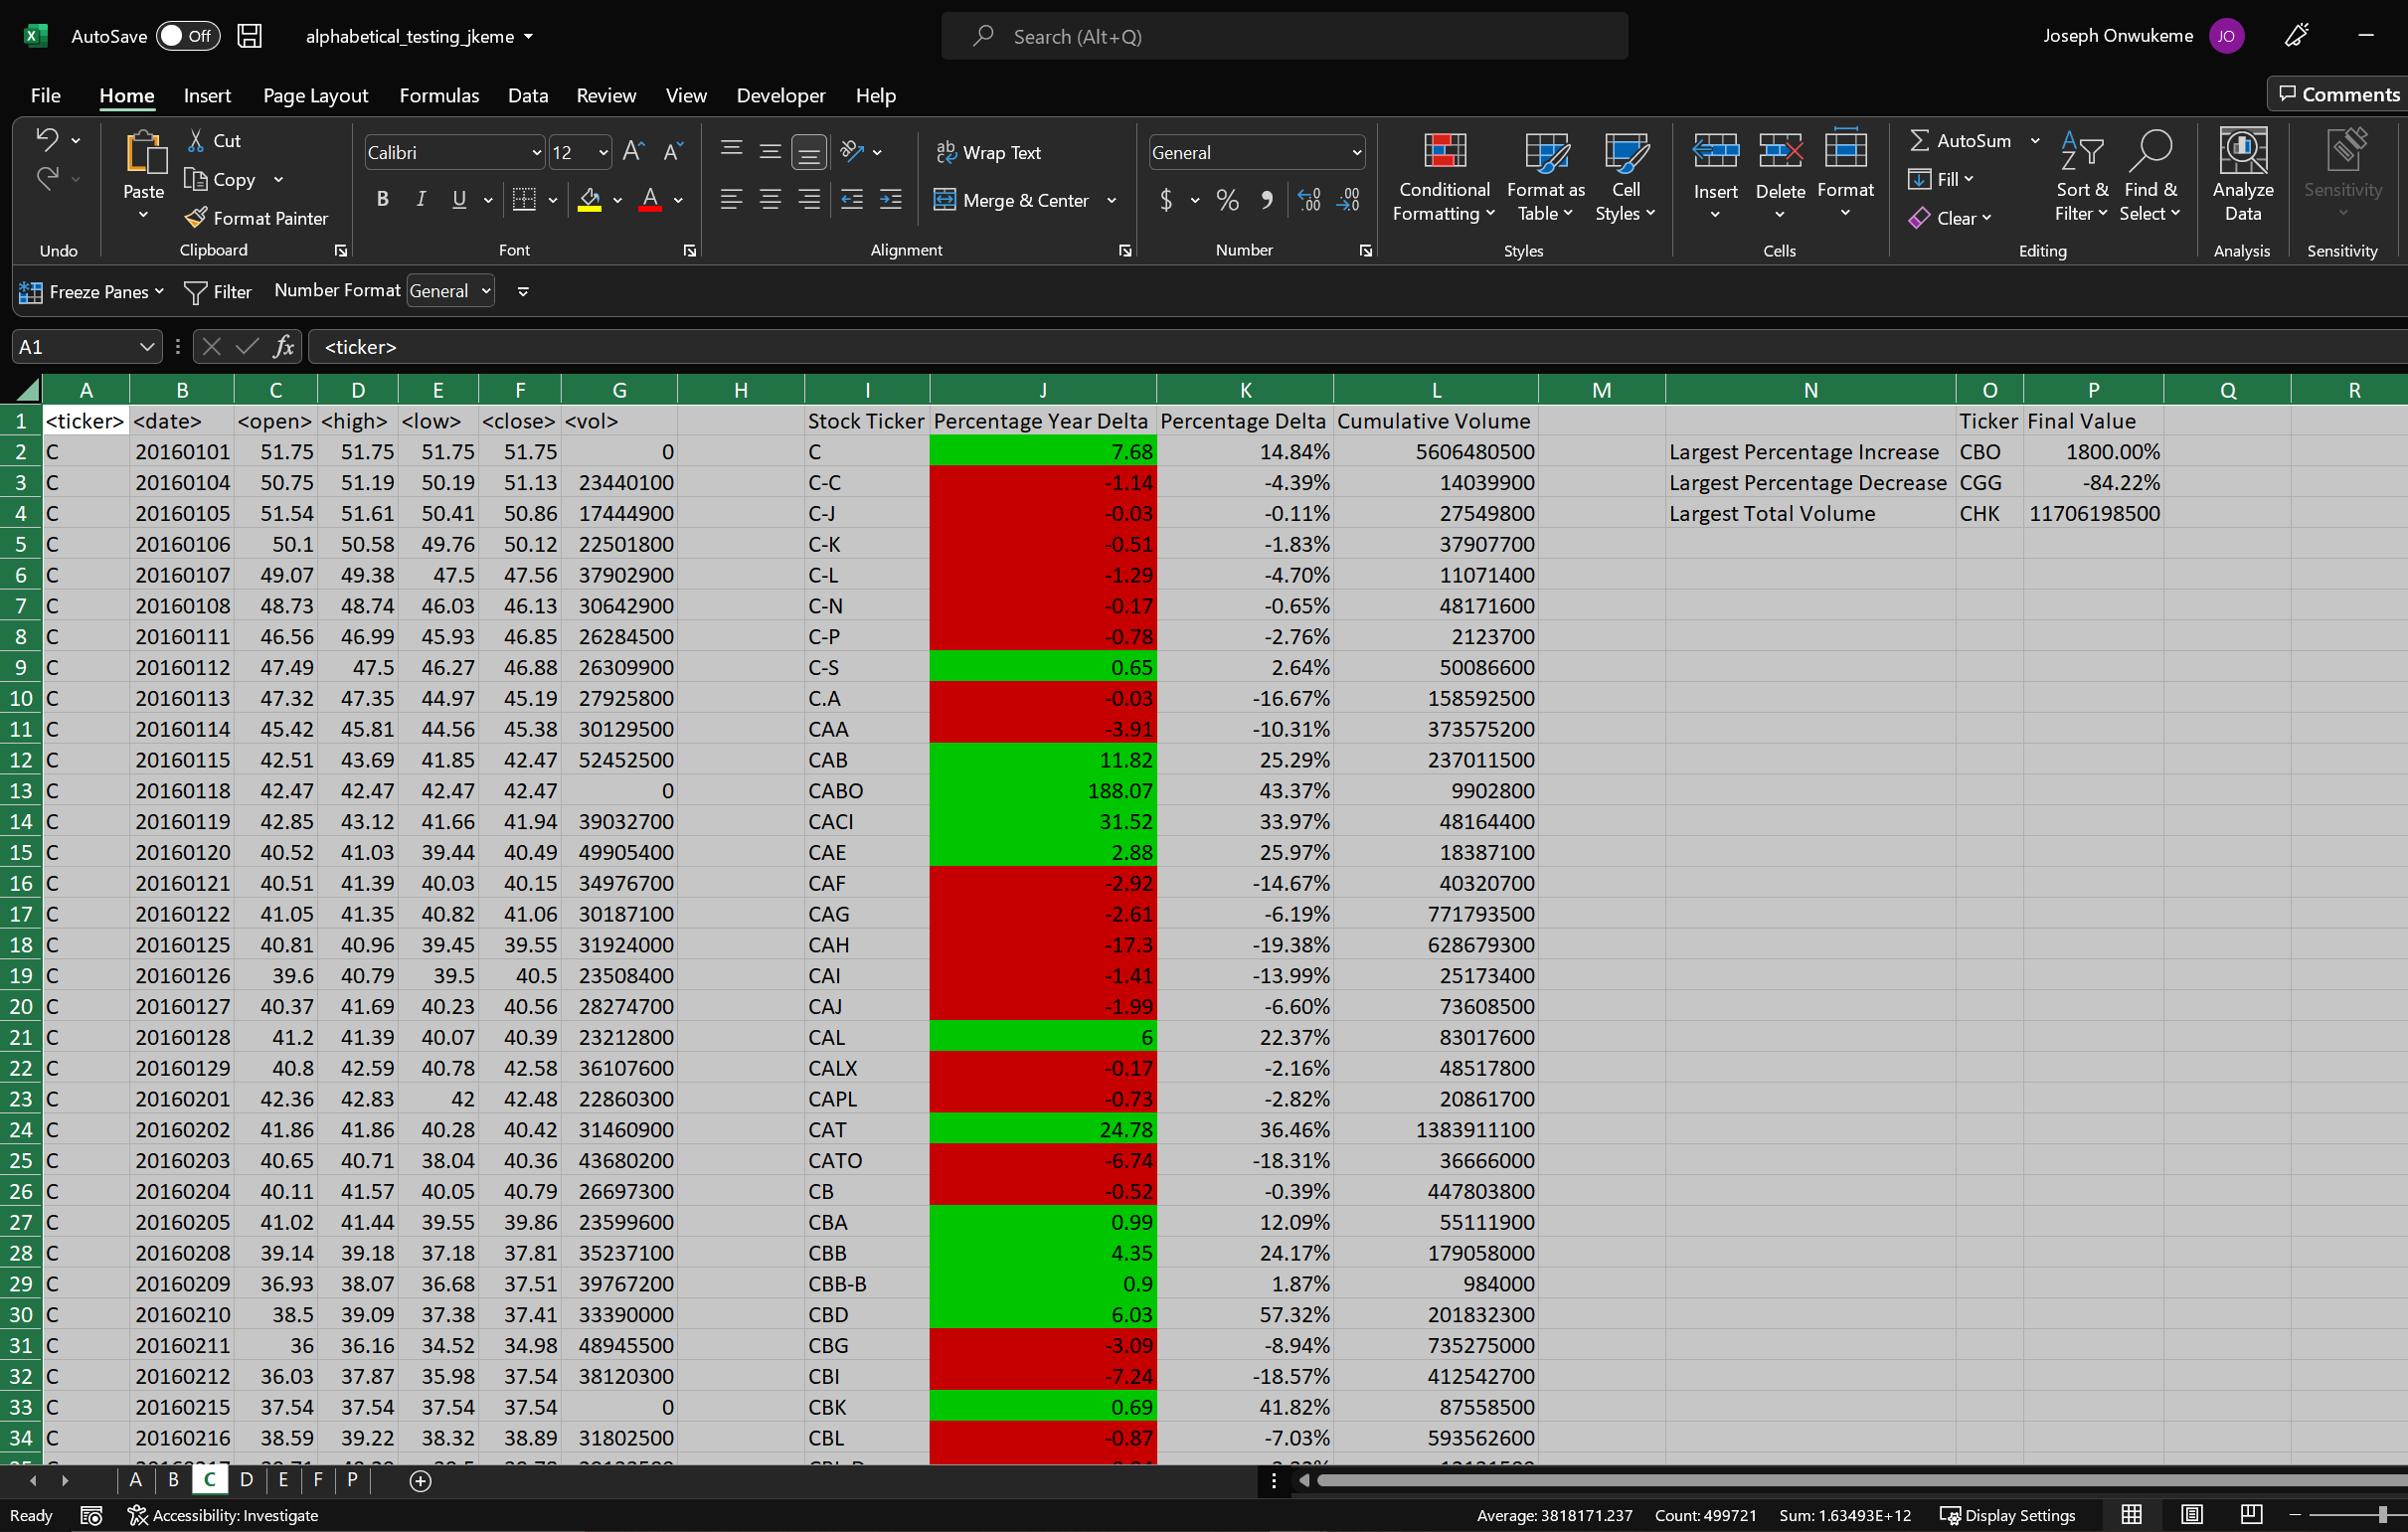 AutoSave Off alphabetical_testing_jkeme Search (Alt+Q) Joseph Onwukeme JO
File Home Insert Page Layout Formulas Data Review View Developer Help Comments
Undo
Paste Cut Copy Format Painter
Clipboard
Calibri 12
B I U
Font
Wrap Text
Merge & Center
Alignment
General
$ % 9 .00 .00
Number
Conditional Formatting Format as Table Cell Styles
Styles
Insert Delete Format
Cells
AutoSum Fill Clear Sort & Filter Find & Select
Editing
Analyze Data
Analysis
Sensitivity
Sensitivity
Freeze Panes Filter Number Format General
A1 fx <ticker>
A B C D E F G H I J K L M N O P Q R
1 <ticker> <date> <open> <high> <low> <close> <vol> Stock Ticker Percentage Year Delta Percentage Delta Cumulative Volume Ticker Final Value
2 C 20160101 51.75 51.75 51.75 51.75 0 C 7.68 14.84% 5606480500 Largest Percentage Increase CBO 1800.00%
3 C 20160104 50.75 51.19 50.19 51.13 23440100 C-C -1.14 -4.39% 14039900 Largest Percentage Decrease CGG -84.22%
4 C 20160105 51.54 51.61 50.41 50.86 17444900 C-J -0.03 -0.11% 27549800 Largest Total Volume CHK 11706198500
5 C 20160106 50.1 50.58 49.76 50.12 22501800 C-K -0.51 -1.83% 37907700
6 C 20160107 49.07 49.38 47.5 47.56 37902900 C-L -1.29 -4.70% 11071400
7 C 20160108 48.73 48.74 46.03 46.13 30642900 C-N -0.17 -0.65% 48171600
8 C 20160111 46.56 46.99 45.93 46.85 26284500 C-P -0.78 -2.76% 2123700
9 C 20160112 47.49 47.5 46.27 46.88 26309900 C-S 0.65 2.64% 50086600
10 C 20160113 47.32 47.35 44.97 45.19 27925800 C.A -0.03 -16.67% 158592500
11 C 20160114 45.42 45.81 44.56 45.38 30129500 CAA -3.91 -10.31% 373575200
12 C 20160115 42.51 43.69 41.85 42.47 52452500 CAB 11.82 25.29% 237011500
13 C 20160118 42.47 42.47 42.47 42.47 0 CABO 188.07 43.37% 9902800
14 C 20160119 42.85 43.12 41.66 41.94 39032700 CACI 31.52 33.97% 48164400
15 C 20160120 40.52 41.03 39.44 40.49 49905400 CAE 2.88 25.97% 18387100
16 C 20160121 40.51 41.39 40.03 40.15 34976700 CAF -2.92 -14.67% 40320700
17 C 20160122 41.05 41.35 40.82 41.06 30187100 CAG -2.61 -6.19% 771793500
18 C 20160125 40.81 40.96 39.45 39.55 31924000 CAH -17.3 -19.38% 628679300
19 C 20160126 39.6 40.79 39.5 40.5 23508400 CAI -1.41 -13.99% 25173400
20 C 20160127 40.37 41.69 40.23 40.56 28274700 CAJ -1.99 -6.60% 73608500
21 C 20160128 41.2 41.39 40.07 40.39 23212800 CAL 6 22.37% 83017600
22 C 20160129 40.8 42.59 40.78 42.58 36107600 CALX -0.17 -2.16% 48517800
23 C 20160201 42.36 42.83 42 42.48 22860300 CAPL -0.73 -2.82% 20861700
24 C 20160202 41.86 41.86 40.28 40.42 31460900 CAT 24.78 36.46% 1383911100
25 C 20160203 40.65 40.71 38.04 40.36 43680200 CATO -6.74 -18.31% 36666000
26 C 20160204 40.11 41.57 40.05 40.79 26697300 CB -0.52 -0.39% 447803800
27 C 20160205 41.02 41.44 39.55 39.86 23599600 CBA 0.99 12.09% 55111900
28 C 20160208 39.14 39.18 37.18 37.81 35237100 CBB 4.35 24.17% 179058000
29 C 20160209 36.93 38.07 36.68 37.51 39767200 CBB-B 0.9 1.87% 984000
30 C 20160210 38.5 39.09 37.38 37.41 33390000 CBD 6.03 57.32% 201832300
31 C 20160211 36 36.16 34.52 34.98 48945500 CBG -3.09 -8.94% 735275000
32 C 20160212 36.03 37.87 35.98 37.54 38120300 CBI -7.24 -18.57% 412542700
33 C 20160215 37.54 37.54 37.54 37.54 0 CBK 0.69 41.82% 87558500
34 C 20160216 38.59 39.22 38.32 38.89 31802500 CBL -0.87 -7.03% 593562600
A B C D E F P
Ready Accessibility: Investigate Average: 3818171.237 Count: 499721 Sum: 1.63493E+12 Display Settings